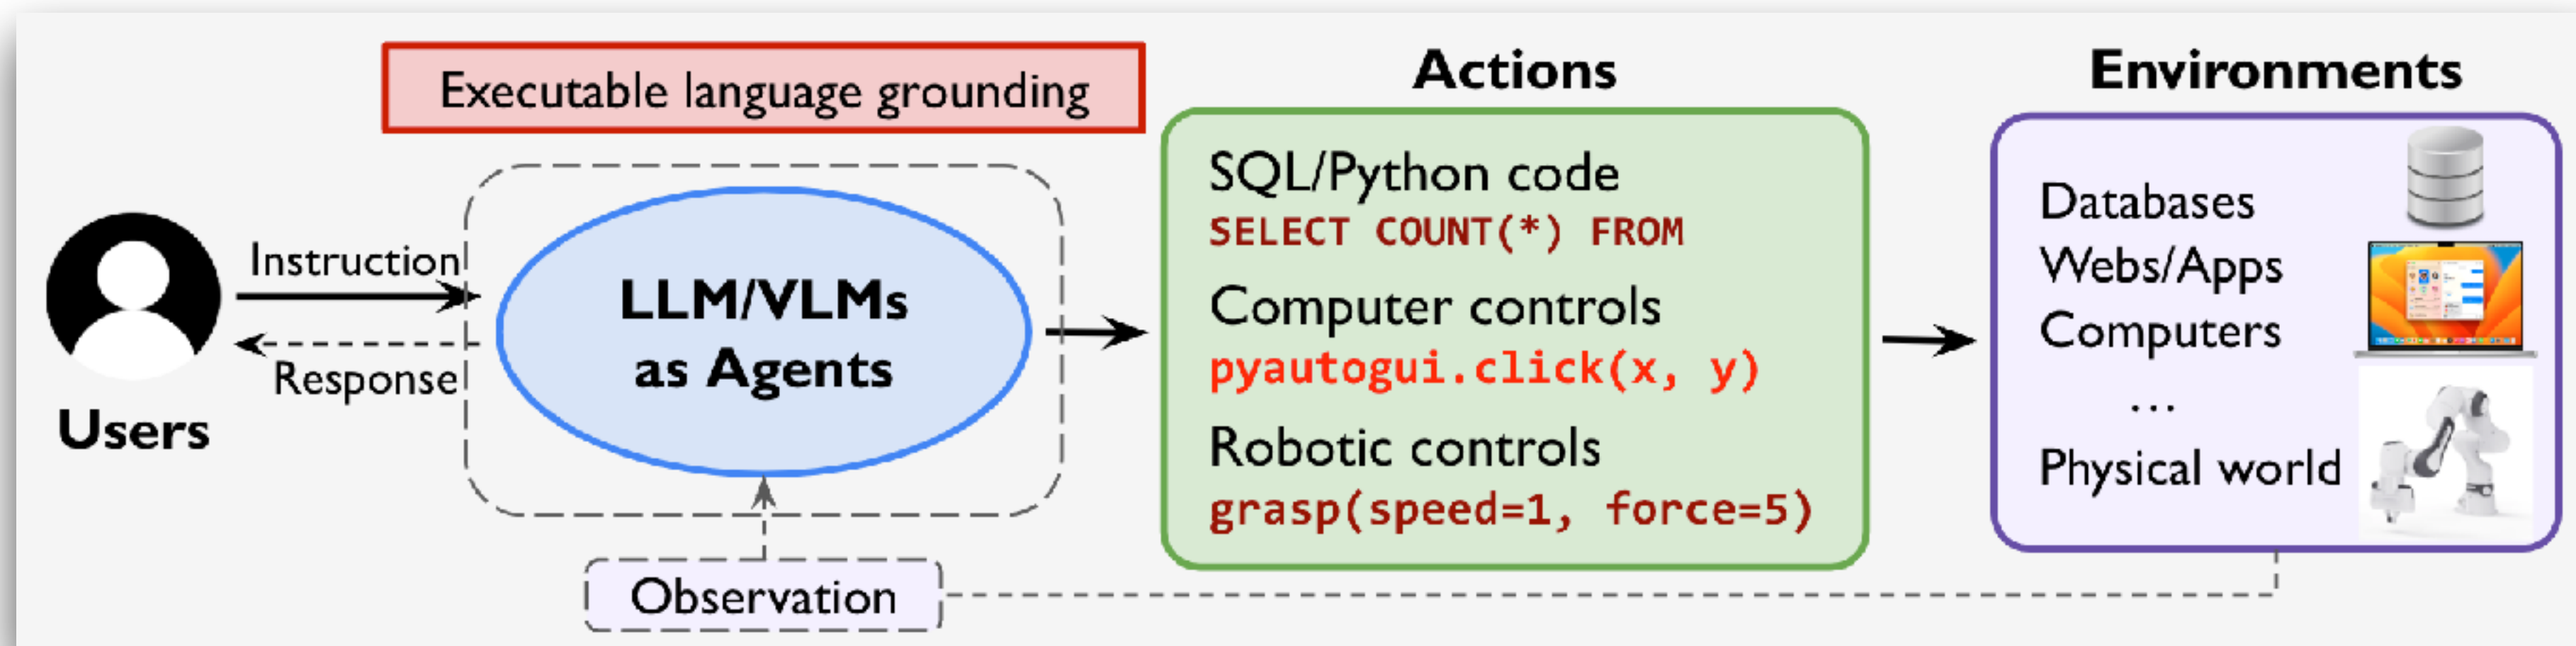 Executable language grounding
Users
Instruction
Response
LLM/VLMs
as Agents
Observation
Actions
SQL/Python code
SELECT COUNT(*) FROM
Computer controls
pyautogui.click(x, y)
Robotic controls
grasp(speed=1, force=5)
Environments
Databases
Webs/Apps
Computers
...
Physical world